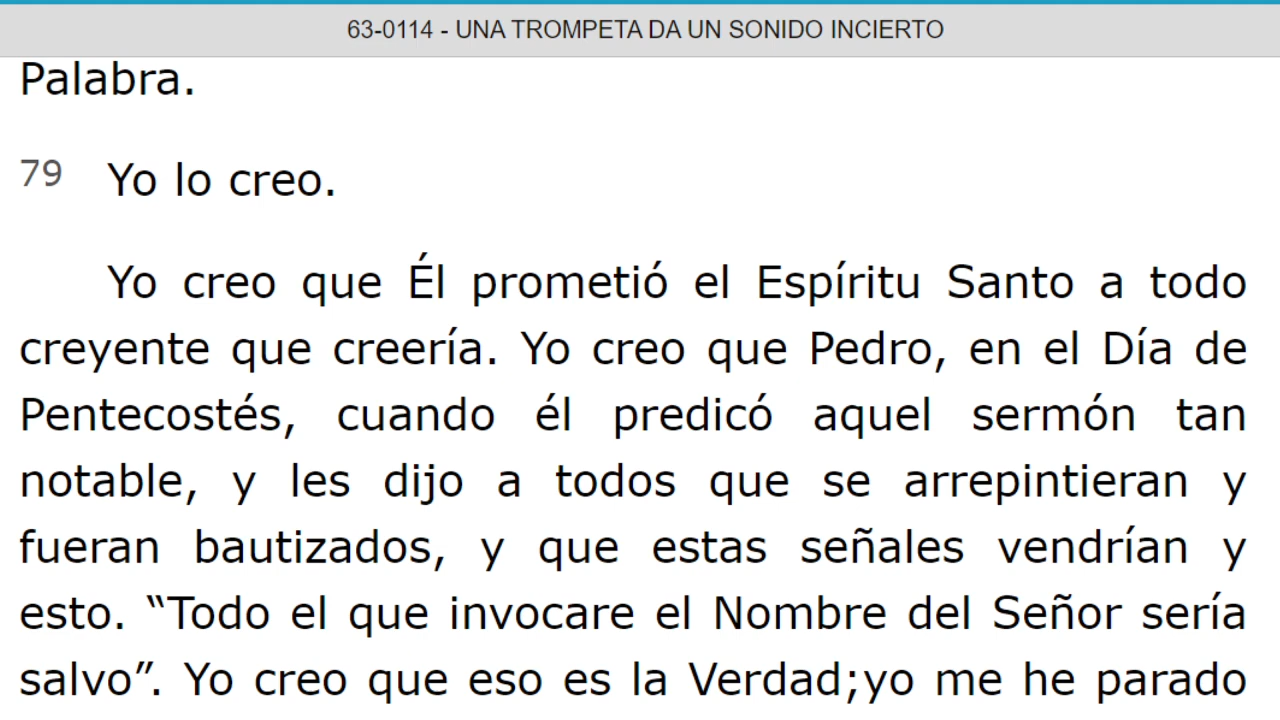 63-0114 - UNA TROMPETA DA UN SONIDO INCIERTO
Palabra.
79 Yo lo creo.
Yo creo que Él prometió el Espíritu Santo a todo
creyente que creería. Yo creo que Pedro, en el Día de
Pentecostés, cuando él predicó aquel sermón tan
notable, y les dijo a todos que se arrepintieran y
fueran bautizados, y que estas señales vendrían y
esto. “Todo el que invocare el Nombre del Señor sería
salvo”. Yo creo que eso es la Verdad;yo me he parado